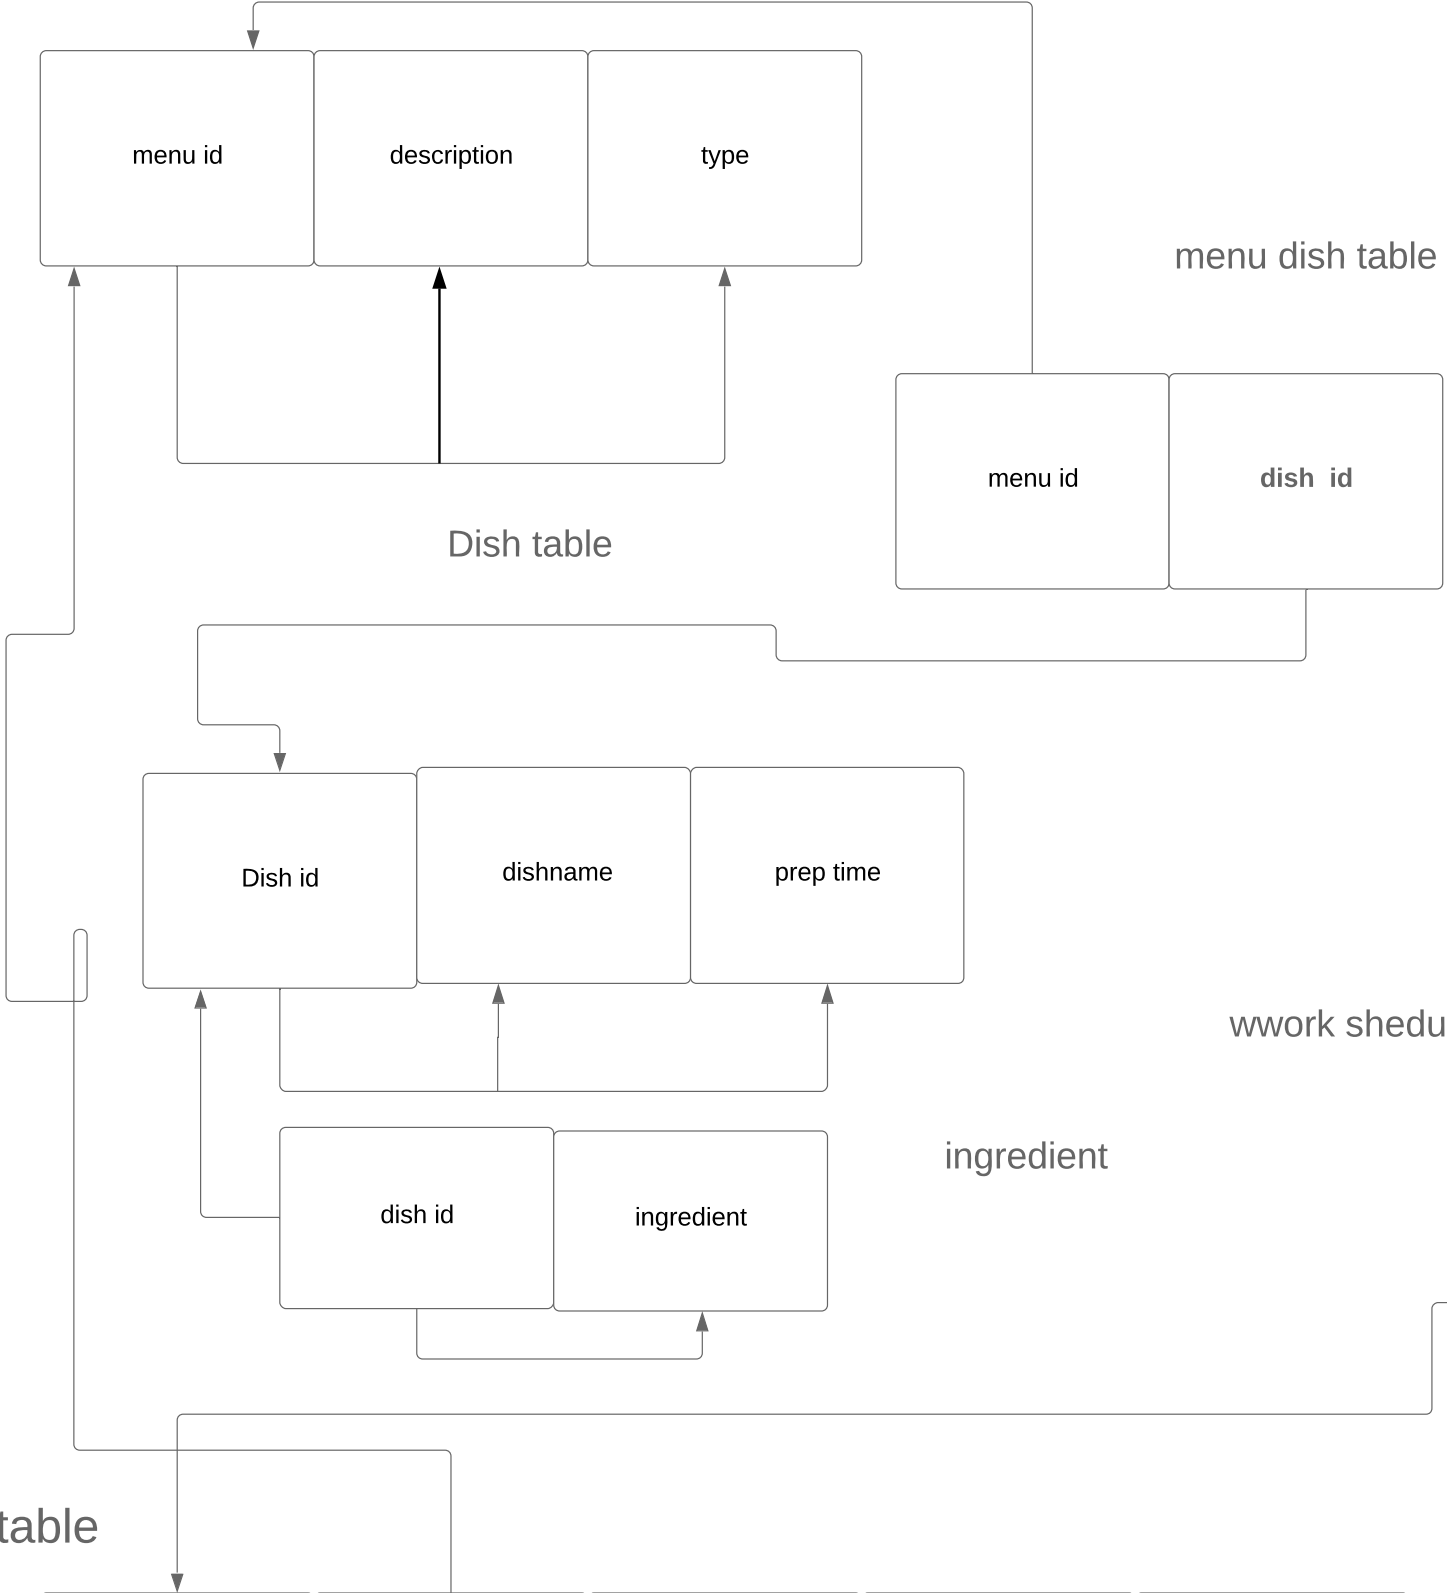 menu id
description
type
menu dish table
menu id
dish id
Dish table
Dish id
dishname
prep time
wwork shedu
ingredient
dish id
ingredient
table